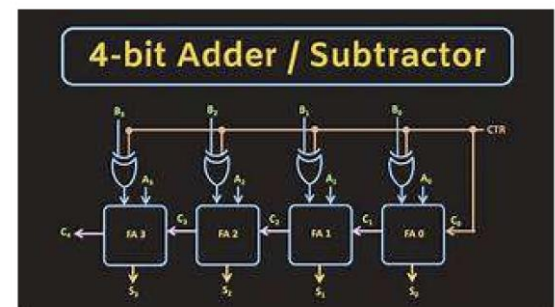 4-bit Adder / Subtractor
B₃ B₂ B₁ B₀
CTR
A₃ A₂ A₁ A₀
C₄ FA 3 C₃ FA 2 C₂ FA 1 C₁ FA 0 C₀
S₃ S₂ S₁ S₀